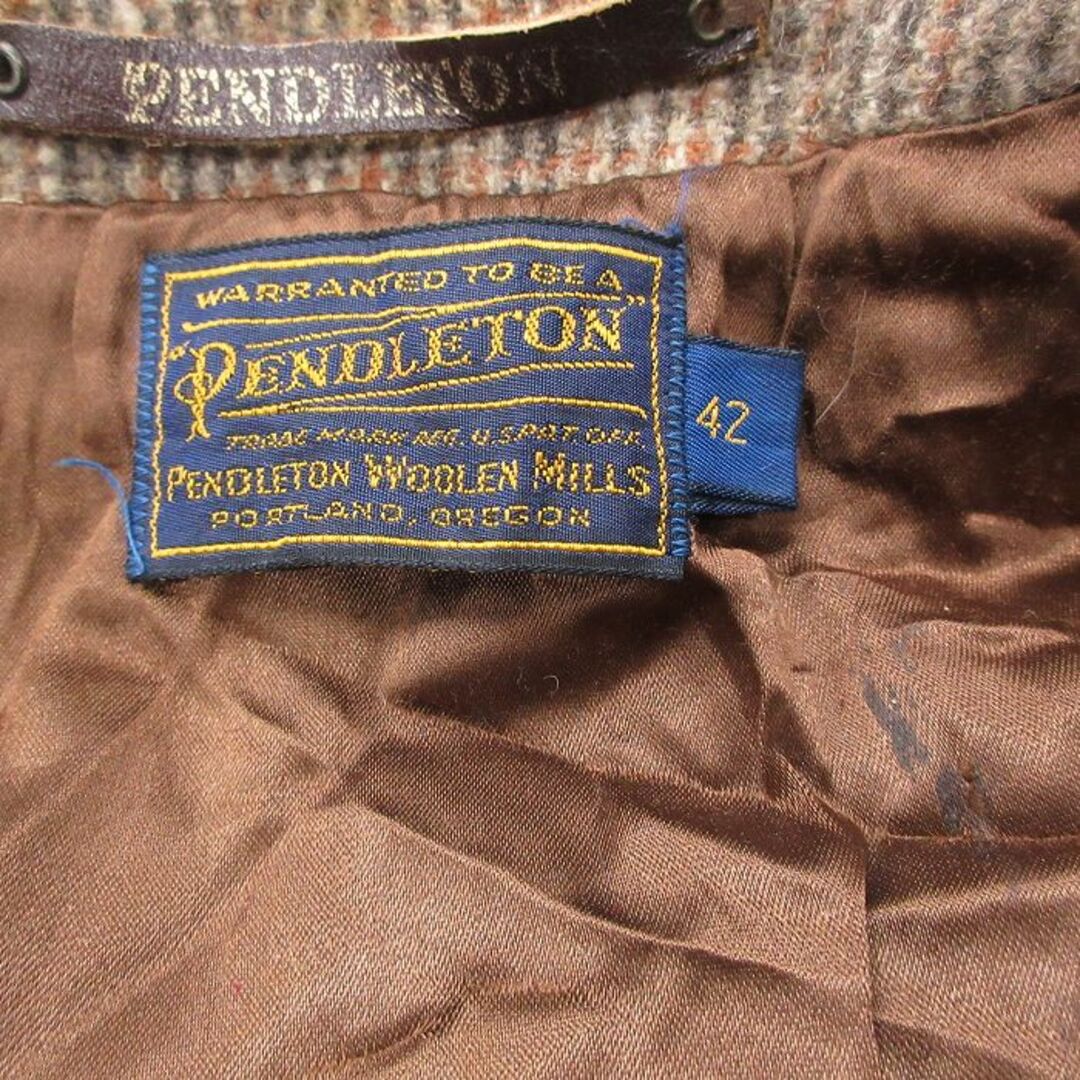 PENDLETON
WARRANTED TO BE A
"PENDLETON"
TRADE MARK REG. U.S. PAT. OFF.
PENDLETON WOOLEN MILLS
PORTLAND, OREGON
42